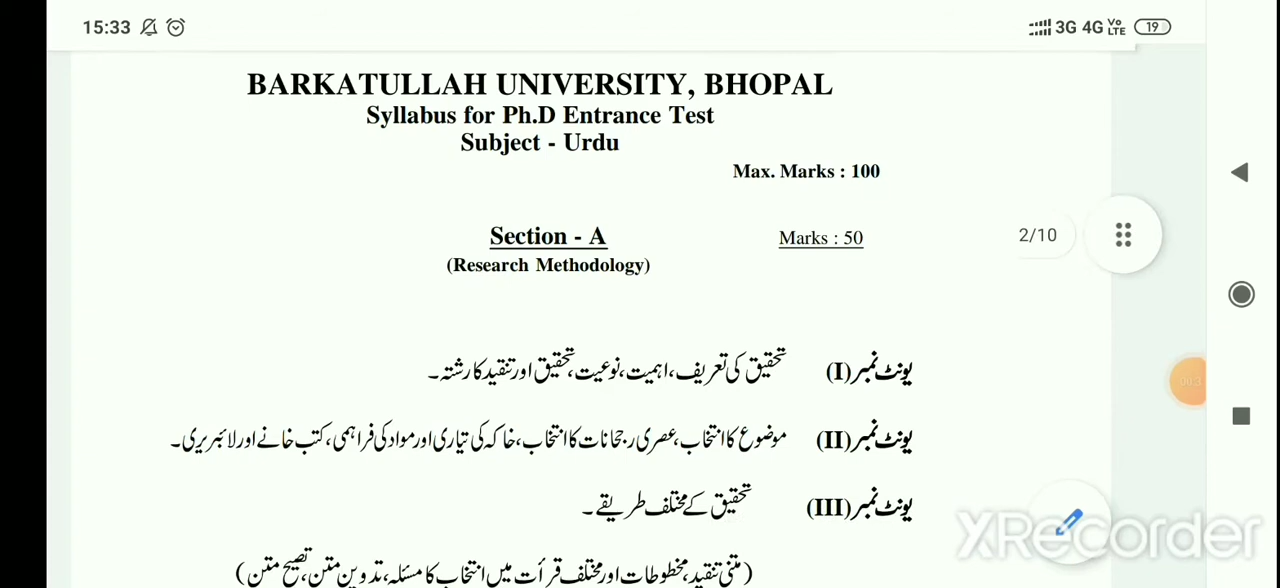 15:33
3G 4G Vo LTE 19
BARKATULLAH UNIVERSITY, BHOPAL
Syllabus for Ph.D Entrance Test
Subject - Urdu
Max. Marks : 100
Section - A Marks : 50
2/10
(Research Methodology)
یونٹ نمبر (I) تحقیق کی تعریف، اہمیت، نوعیت، تحقیق اور تنقید کا رشتہ۔
00:3
یونٹ نمبر (II) موضوع کا انتخاب، عصری رجحانات کا انتخاب، خاکہ کی تیاری اور مواد کی فراہمی، کتب خانے اور لائبریری۔
یونٹ نمبر (III) تحقیق کے مختلف طریقے۔
XRecorder
(متنی تنقید، مخطوطات اور مختلف قرأت میں انتخاب کا مسئلہ، تدوین متن، تصحیح متن)